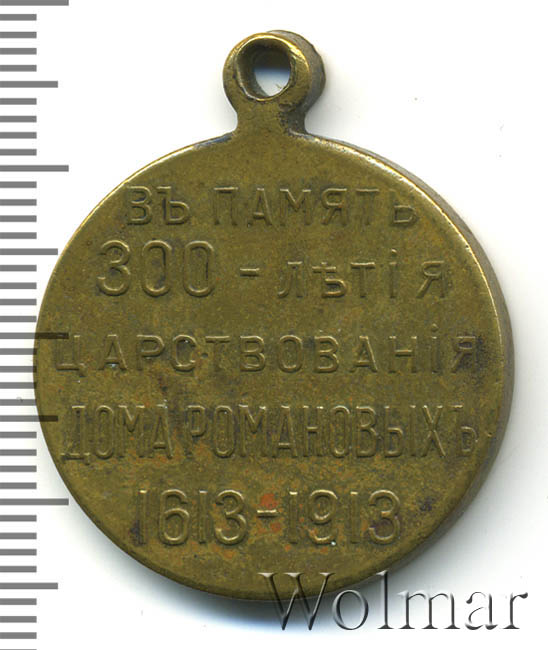 ВЪ ПАМЯТЬ
300-ЛѢТІЯ
ЦАРСТВОВАНІЯ
ДОМА РОМАНОВЫХЪ
1613-1913
Wolmar